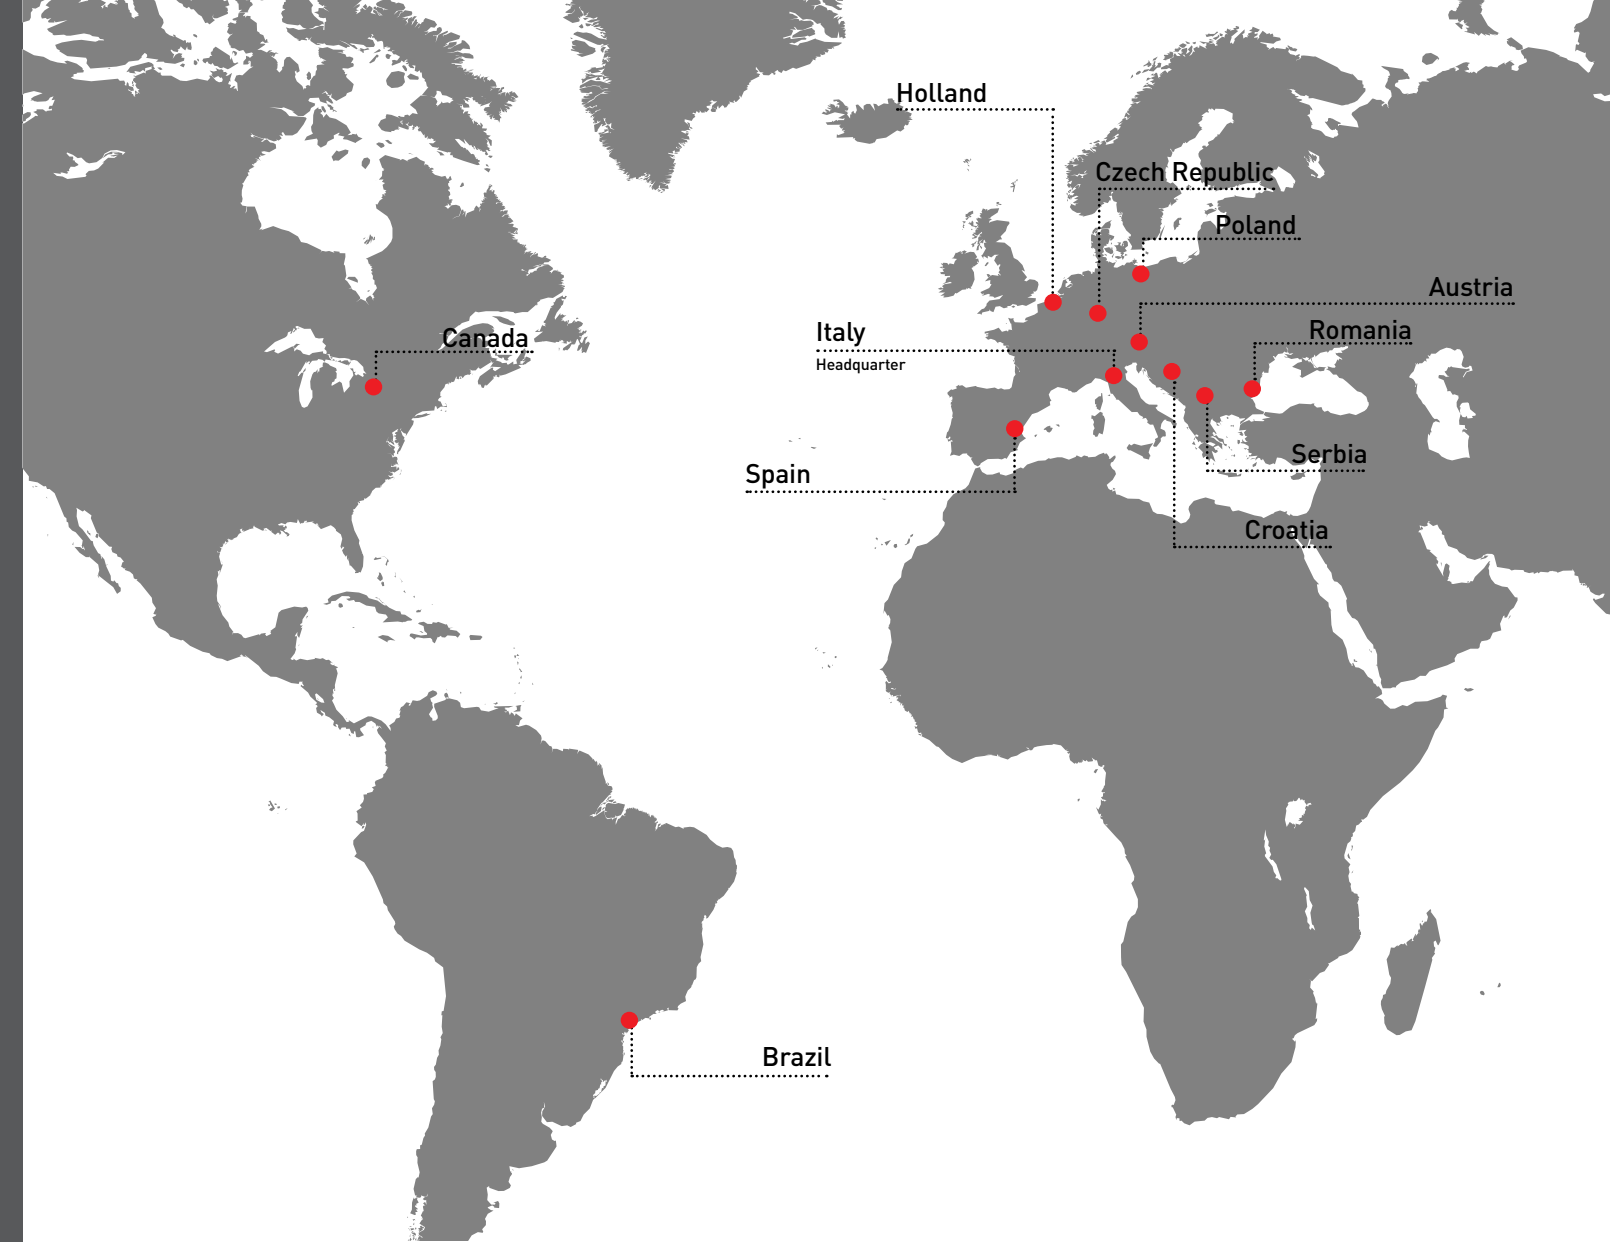 Holland
Czech Republic
Poland
Austria
Romania
Italy
Headquarter
Canada
Serbia
Spain
Croatia
Brazil